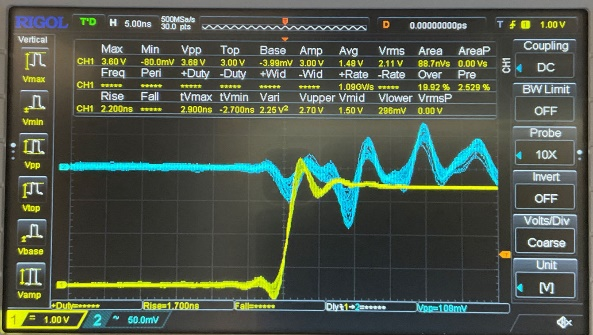 RIGOL T'D H 5.00ns 500MSa/s 30.0 pts D 0.00000000ps T 1.00 V
Vertical
Vmax
Vmin
Vpp
Vtop
Vbase
Vamp
Max Min Vpp Top Base Amp Avg Vrms Area AreaP
CH1 3.60 V -80.0mV 3.68 V 3.00 V -3.99mV 3.00 V 1.48 V 2.11 V 88.7nVs 0.00 Vs
Freq Peri +Duty -Duty +Wid -Wid +Rate -Rate Over Pre
CH1 ***** ***** ***** ***** ***** ***** 1.09GV/s ***** 19.92 % 2.529 %
Rise Fall tVmax tVmin Vari Vupper Vmid Vlower VrmsP
CH1 2.200ns ***** 2.900ns -2.700ns 2.25 V² 2.70 V 1.50 V 296mV 0.00 V
CH1
Coupling
DC
BW Limit
OFF
Probe
10X
Invert
OFF
Volts/Div
Coarse
Unit
[V]
+Duty=***** Rise=1.700ns Fall=***** Vpp=108mV
1 = 1.00 V 2 ~ 50.0mV